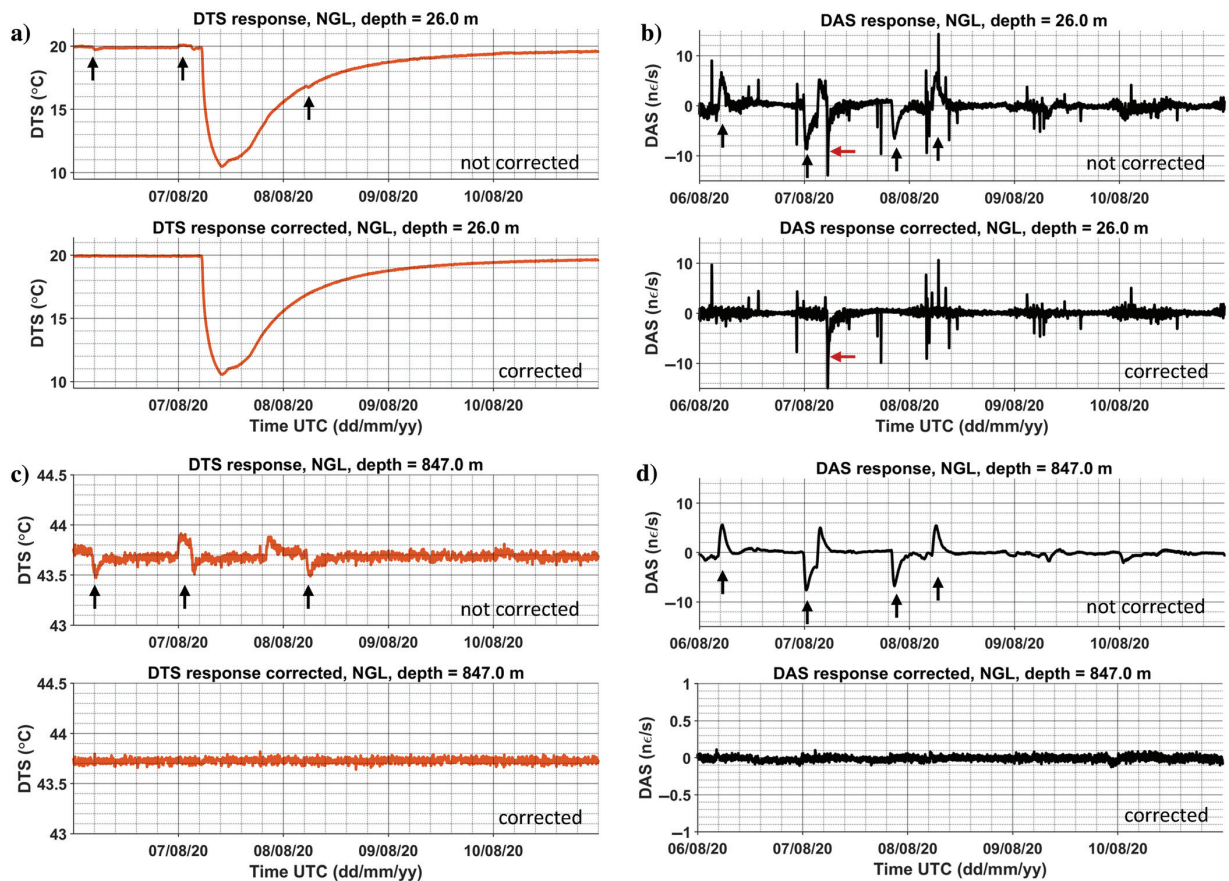 a)
DTS response, NGL, depth = 26.0 m
DTS (°C)
20
15
10
not corrected
07/08/20 08/08/20 09/08/20 10/08/20
DTS response corrected, NGL, depth = 26.0 m
DTS (°C)
20
15
10
corrected
07/08/20 08/08/20 09/08/20 10/08/20
Time UTC (dd/mm/yy)
b)
DAS response, NGL, depth = 26.0 m
DAS (nϵ/s)
10
0
–10
not corrected
06/08/20 07/08/20 08/08/20 09/08/20 10/08/20
DAS response corrected, NGL, depth = 26.0 m
DAS (nϵ/s)
10
0
–10
corrected
06/08/20 07/08/20 08/08/20 09/08/20 10/08/20
Time UTC (dd/mm/yy)
c)
DTS response, NGL, depth = 847.0 m
DTS (°C)
44.5
44
43.5
43
not corrected
07/08/20 08/08/20 09/08/20 10/08/20
DTS response corrected, NGL, depth = 847.0 m
DTS (°C)
44.5
44
43.5
43
corrected
07/08/20 08/08/20 09/08/20 10/08/20
Time UTC (dd/mm/yy)
d)
DAS response, NGL, depth = 847.0 m
DAS (nϵ/s)
10
0
–10
not corrected
06/08/20 07/08/20 08/08/20 09/08/20 10/08/20
DAS response corrected, NGL, depth = 847.0 m
DAS (nϵ/s)
1
0.5
0
–0.5
–1
corrected
06/08/20 07/08/20 08/08/20 09/08/20 10/08/20
Time UTC (dd/mm/yy)